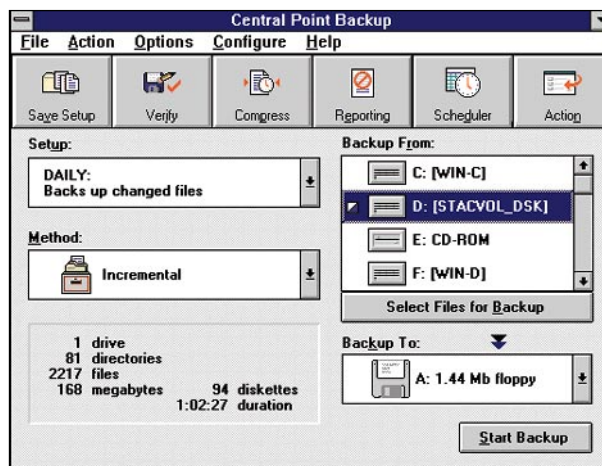 Central Point Backup
File Action Options Configure Help
Save Setup Verify Compress Reporting Scheduler Action
Setup:
DAILY:
Backs up changed files
Method:
Incremental
1 drive
81 directories
2217 files
168 megabytes 94 diskettes
1:02:27 duration
Backup From:
C: [WIN-C]
D: [STACVOL_DSK]
E: CD-ROM
F: [WIN-D]
Select Files for Backup
Backup To:
A: 1.44 Mb floppy
Start Backup